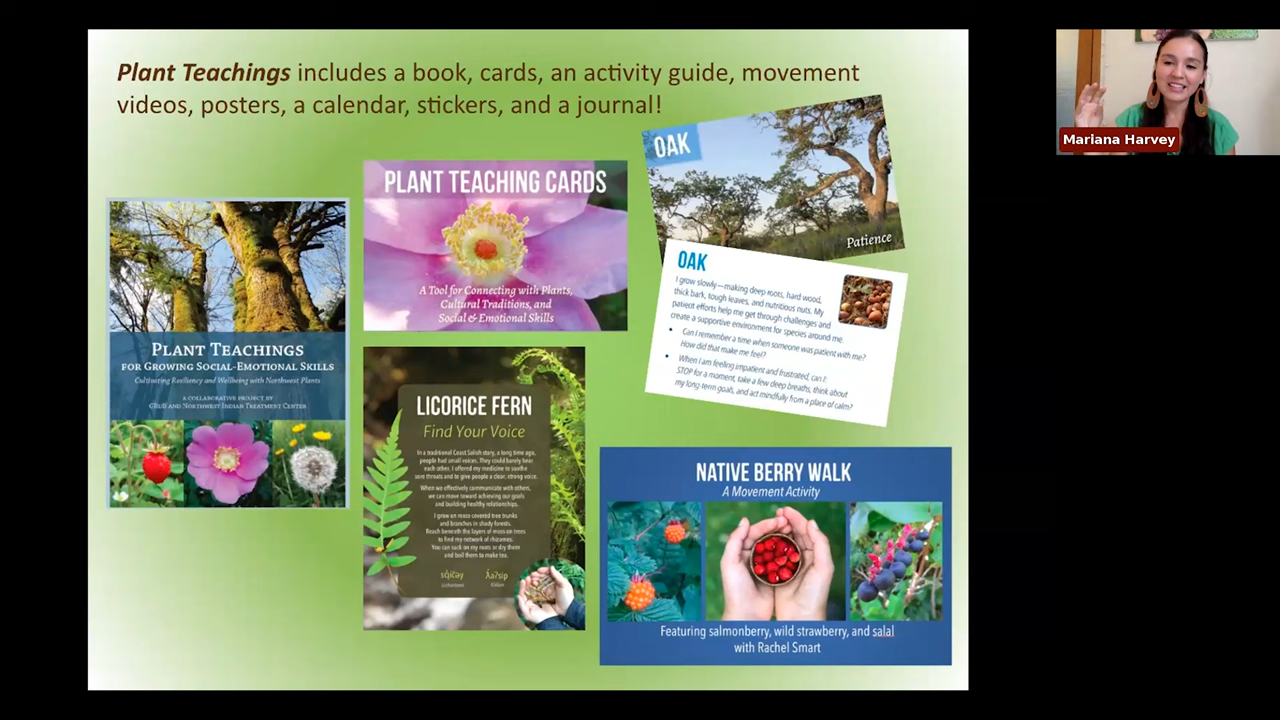 Plant Teachings includes a book, cards, an activity guide, movement
videos, posters, a calendar, stickers, and a journal!
Mariana Harvey
PLANT TEACHINGS
FOR GROWING SOCIAL-EMOTIONAL SKILLS
Cultivating Resiliency and Wellbeing with Northwest Plants
A COLLABORATIVE PROJECT BY
GRUB AND NORTHWEST INDIAN TREATMENT CENTER
PLANT TEACHING CARDS
A Tool for Connecting with Plants,
Cultural Traditions, and
Social & Emotional Skills
OAK
Patience
OAK
I grow slowly—making deep roots, hard wood,
thick bark, tough leaves, and nutritious nuts. My
patient efforts help me get through challenges and
create a supportive environment for species around me.
• Can I remember a time when someone was patient with me?
How did that make me feel?
• When I am feeling impatient and frustrated, can I
STOP for a moment, take a few deep breaths, think about
my long-term goals, and act mindfully from a place of calm?
LICORICE FERN
Find Your Voice
In a traditional Coast Salish story, a long time ago,
people had small voices. They could barely hear
each other. I offered my medicine to soothe
sore throats and to give people a clear, strong voice.
When we effectively communicate with others,
we can move toward achieving our goals
and building healthy relationships.
I grow on moss covered tree trunks
and branches in shady forests.
Reach beneath the layers of moss on trees
to find my network of rhizomes.
You can suck on my roots or dry them
and boil them to make tea.
NATIVE BERRY WALK
A Movement Activity
Featuring salmonberry, wild strawberry, and salal
with Rachel Smart